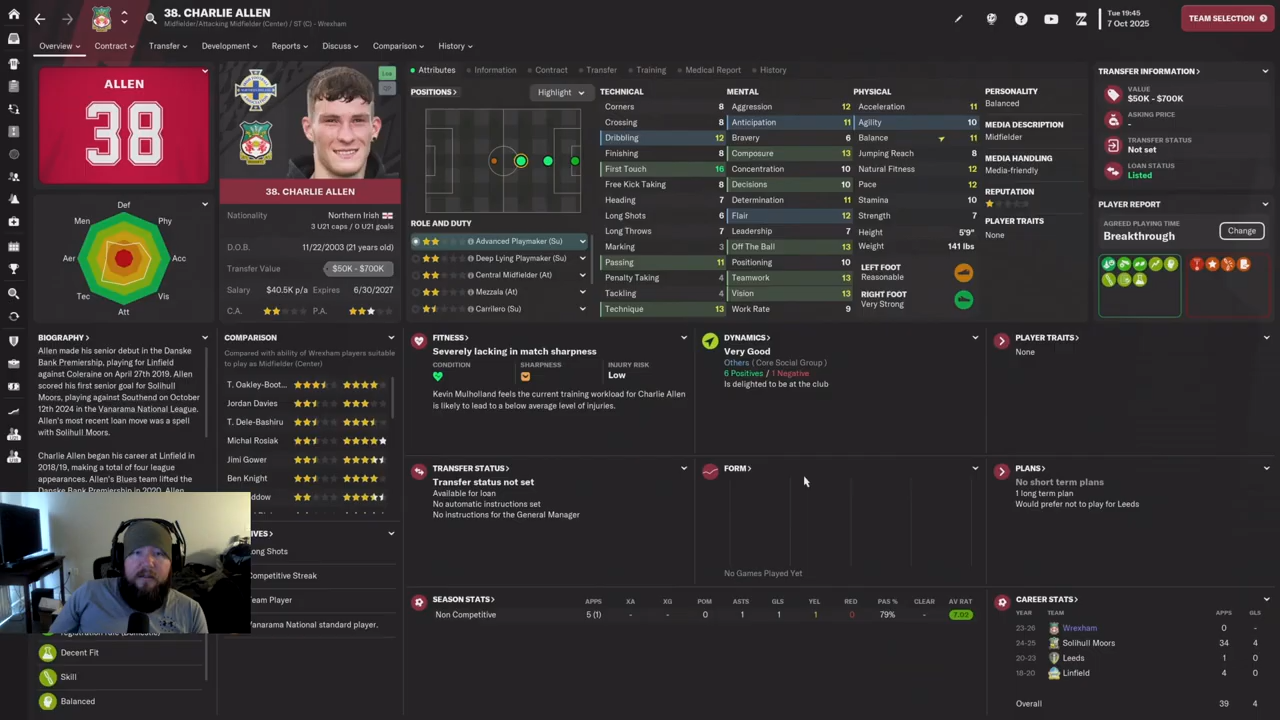 38. CHARLIE ALLEN
Midfielder/Attacking Midfielder (Center) / ST (C) - Wrexham
Tue 19:45
7 Oct 2025
TEAM SELECTION
Overview
Contract
Transfer
Development
Reports
Discuss
Comparison
History
ALLEN
38
Def
Phy
Acc
Vis
Att
Tec
Aer
Men
Loa
38. CHARLIE ALLEN
Nationality Northern Irish
3 U21 caps / 0 U21 goals
D.O.B. 11/22/2003 (21 years old)
Transfer Value $50K - $700K
Salary $40.5K p/a Expires 6/30/2027
C.A. P.A.
Attributes
Information
Contract
Transfer
Training
Medical Report
History
POSITIONS>
Highlight
ROLE AND DUTY
Advanced Playmaker (Su)
Deep Lying Playmaker (Su)
Central Midfielder (At)
Mezzala (At)
Carrilero (Su)
TECHNICAL
Corners 8
Crossing 8
Dribbling 12
Finishing 8
First Touch 16
Free Kick Taking 8
Heading 7
Long Shots 6
Long Throws 7
Marking 3
Passing 11
Penalty Taking 4
Tackling 4
Technique 13
MENTAL
Aggression 12
Anticipation 11
Bravery 6
Composure 13
Concentration 10
Decisions 10
Determination 11
Flair 12
Leadership 7
Off The Ball 13
Positioning 10
Teamwork 13
Vision 13
Work Rate 9
PHYSICAL
Acceleration 11
Agility 10
Balance 11
Jumping Reach 8
Natural Fitness 12
Pace 12
Stamina 10
Strength 7
Height 5'9"
Weight 141 lbs
LEFT FOOT
Reasonable
RIGHT FOOT
Very Strong
PERSONALITY
Balanced
MEDIA DESCRIPTION
Midfielder
MEDIA HANDLING
Media-friendly
REPUTATION
PLAYER TRAITS
None
TRANSFER INFORMATION>
VALUE
$50K - $700K
ASKING PRICE
-
TRANSFER STATUS
Not set
LOAN STATUS
Listed
PLAYER REPORT
AGREED PLAYING TIME
Breakthrough
Change
BIOGRAPHY>
Allen made his senior debut in the Danske
Bank Premiership, playing for Linfield
against Coleraine on April 27th 2019. Allen
scored his first senior goal for Solihull
Moors, playing against Southend on October
12th 2024 in the Vanarama National League.
Allen's most recent loan move was a spell
with Solihull Moors.
Charlie Allen began his career at Linfield in
2018/19, making a total of four league
appearances. Allen's Blues team lifted the
Danske Bank Premiership in 2020. Allen
COMPARISON
Compared with ability of Wrexham players suitable
to play as Midfielder (Center)
T. Oakley-Boot...
Jordan Davies
T. Dele-Bashiru
Michal Rosiak
Jimi Gower
Ben Knight
FITNESS>
Severely lacking in match sharpness
CONDITION
SHARPNESS
INJURY RISK
Low
Kevin Mulholland feels the current training workload for Charlie Allen
is likely to lead to a below average level of injuries.
DYNAMICS>
Very Good
Others ( Core Social Group )
6 Positives / 1 Negative
Is delighted to be at the club
PLAYER TRAITS>
None
TRANSFER STATUS>
Transfer status not set
Available for loan
No automatic instructions set
No instructions for the General Manager
FORM>
No Games Played Yet
PLANS>
No short term plans
1 long term plan
Would prefer not to play for Leeds
ong Shots
ompetitive Streak
eam Player
anarama National standard player.
Decent Fit
Skill
Balanced
SEASON STATS>
APPS XA XG POM ASTS GLS YEL RED PAS % CLEAR AV RAT
Non Competitive 5 (1) - - 0 1 1 1 0 79% - 7.02
CAREER STATS>
YEAR TEAM APPS GLS
23-26 Wrexham 0 -
24-25 Solihull Moors 34 4
20-23 Leeds 1 0
18-20 Linfield 4 0
Overall 39 4